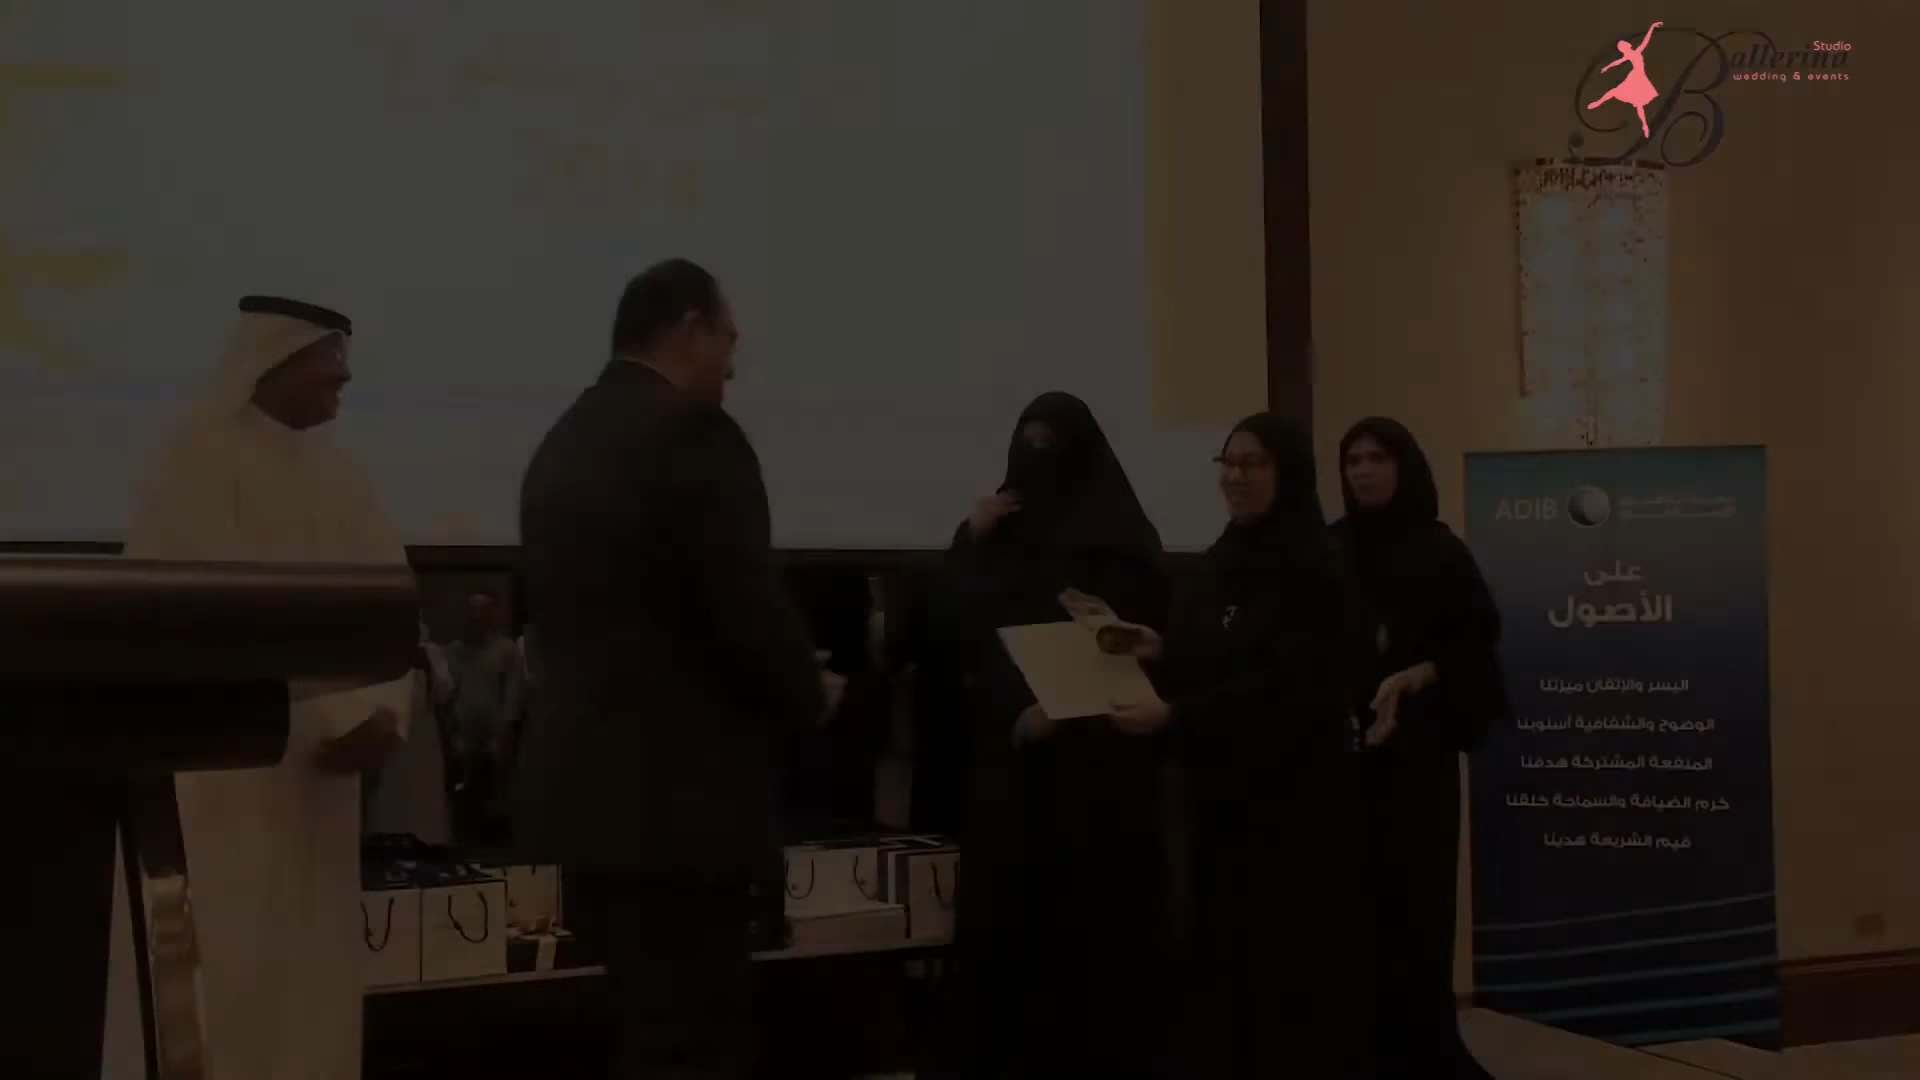 Studio
Ballerina
wedding & events
ADIB
على
الأصول
اليسر والإتقان ميزتنا
الوضوح والشفافية أسلوبنا
المنفعة المشتركة هدفنا
كرم الضيافة والسماحة خلقنا
قيم الشريعة هدينا